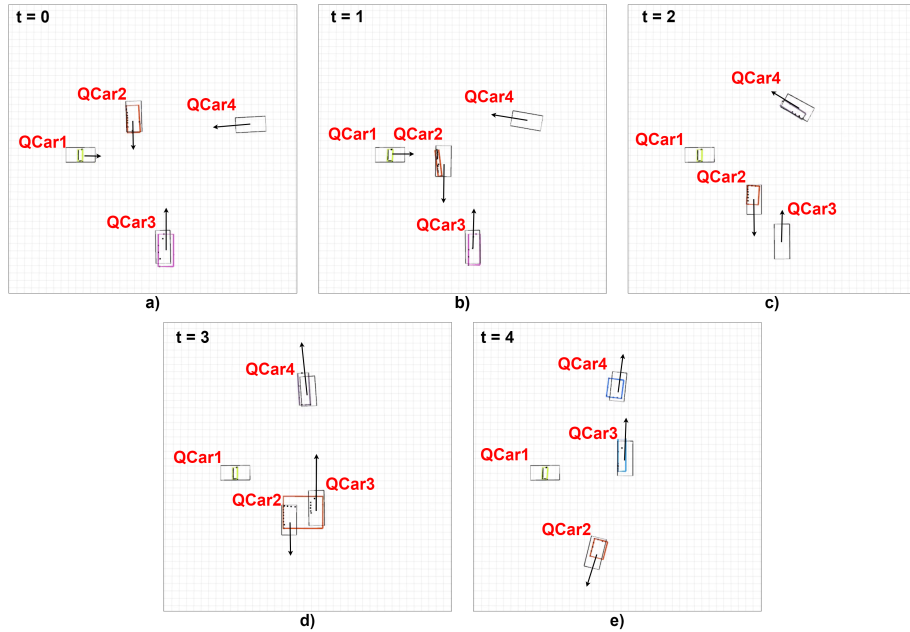 t = 0
QCar2
QCar4
QCar1
QCar3
a)
t = 1
QCar4
QCar1 QCar2
QCar3
b)
t = 2
QCar4
QCar1
QCar2
QCar3
c)
t = 3
QCar4
QCar1
QCar3
QCar2
d)
t = 4
QCar4
QCar3
QCar1
QCar2
e)